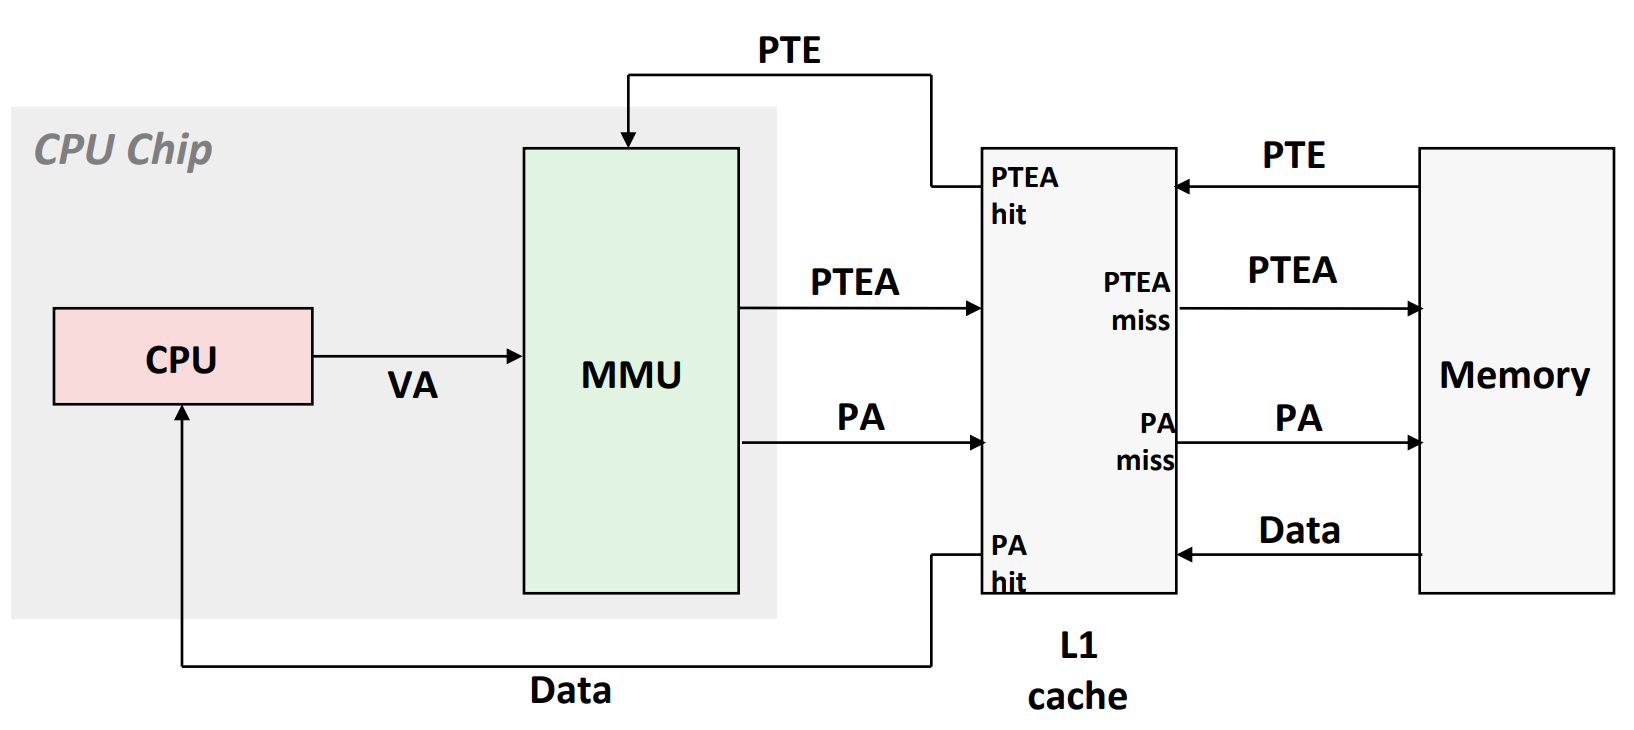 PTE
CPU Chip
PTE
PTEA
hit
PTEA
PTEA
miss
PTEA
CPU
VA
MMU
Memory
PA
PA
miss
PA
PA
hit
Data
L1
cache
Data